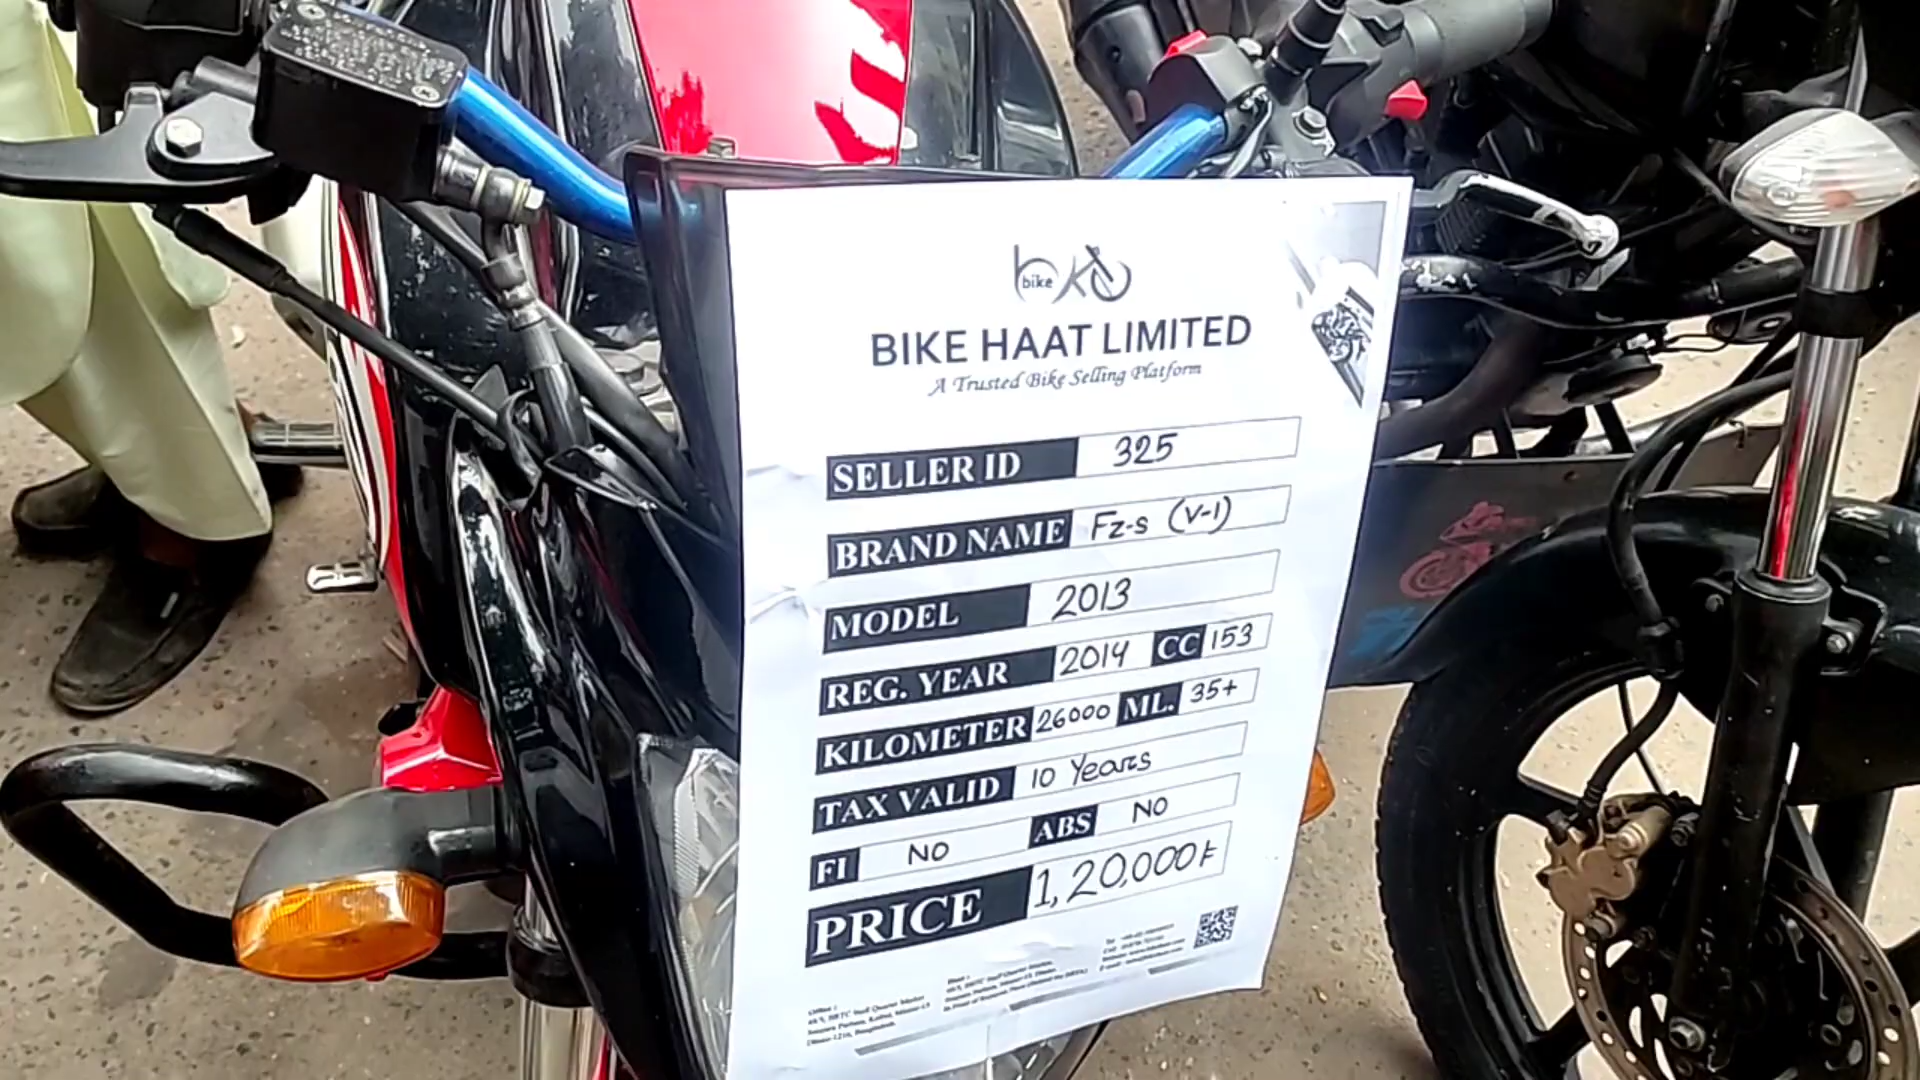 bike
BIKE HAAT LIMITED
A Trusted Bike Selling Platform
SELLER ID 325
BRAND NAME Fz-s (V-1)
MODEL 2013
REG. YEAR 2014 CC 153
KILOMETER 26000 ML. 35+
TAX VALID 10 Years
FI NO ABS NO
PRICE 1,20,000৳